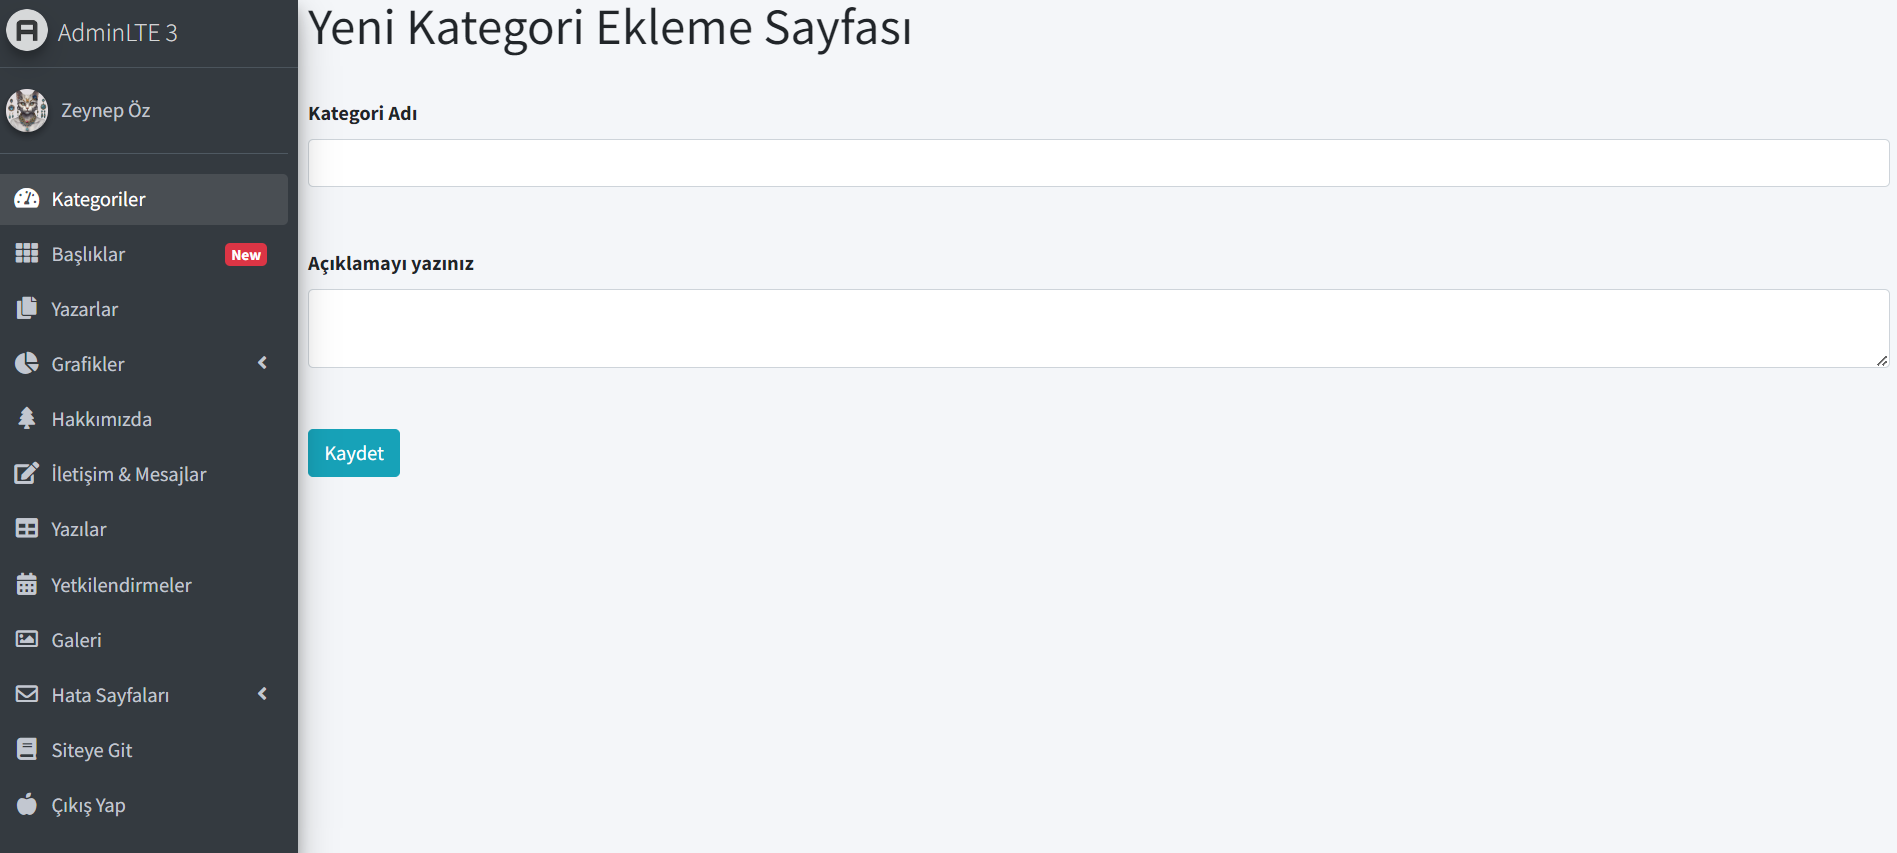 AdminLTE 3
Zeynep Öz
Kategoriler
Başlıklar New
Yazarlar
Grafikler
Hakkımızda
İletişim & Mesajlar
Yazılar
Yetkilendirmeler
Galeri
Hata Sayfaları
Siteye Git
Çıkış Yap
Yeni Kategori Ekleme Sayfası
Kategori Adı
Açıklamayı yazınız
Kaydet